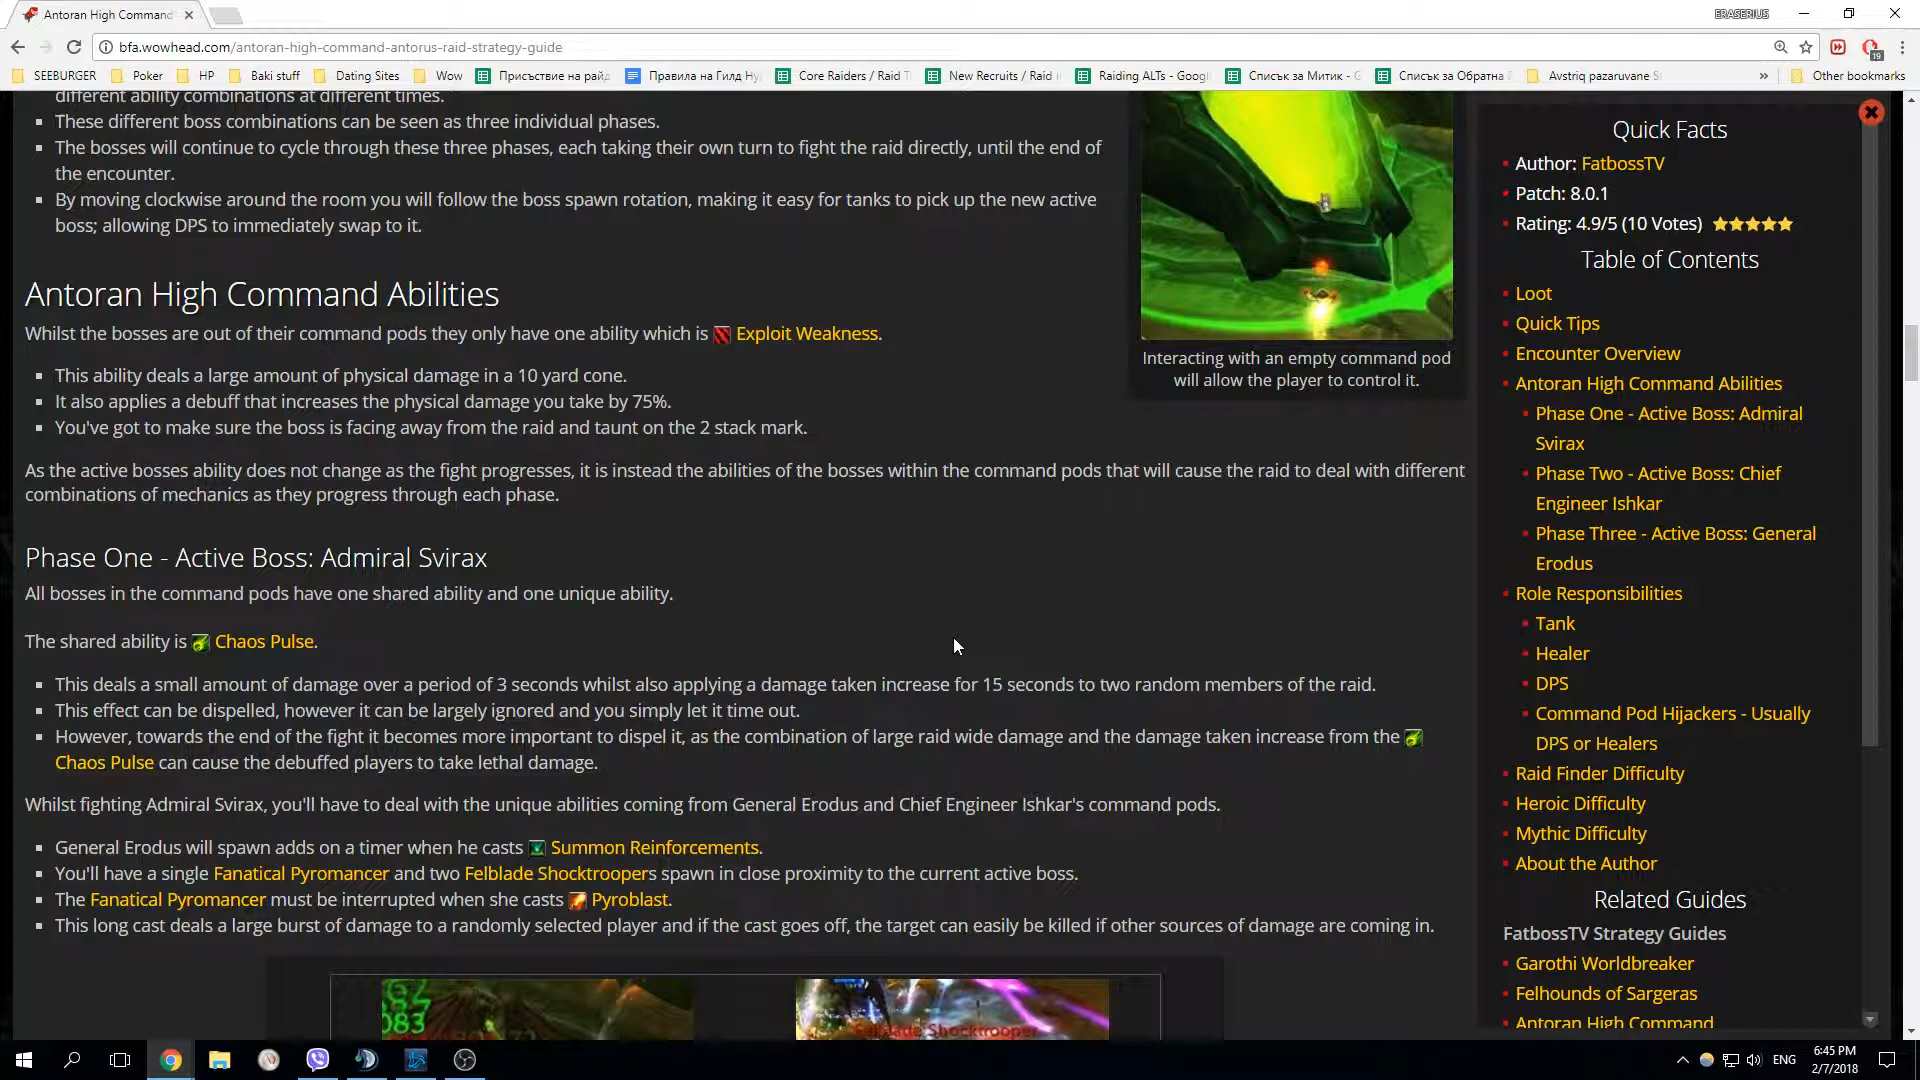 Antoran High Command
ERASERIUS
bfa.wowhead.com/antoran-high-command-antorus-raid-strategy-guide
19
SEEBURGER
Poker
HP
Baki stuff
Dating Sites
Wow
Присъствие на райд
Правила на Гилд Ну
Core Raiders / Raid T
New Recruits / Raid
Raiding ALTs - Googl
Списък за Митик - G
Списък за Обратна
Avstriq pazaruvane S
»
Other bookmarks
different ability combinations at different times.
These different boss combinations can be seen as three individual phases.
The bosses will continue to cycle through these three phases, each taking their own turn to fight the raid directly, until the end of
the encounter.
By moving clockwise around the room you will follow the boss spawn rotation, making it easy for tanks to pick up the new active
boss; allowing DPS to immediately swap to it.
Interacting with an empty command pod
will allow the player to control it.
Antoran High Command Abilities
Whilst the bosses are out of their command pods they only have one ability which is Exploit Weakness.
This ability deals a large amount of physical damage in a 10 yard cone.
It also applies a debuff that increases the physical damage you take by 75%.
You've got to make sure the boss is facing away from the raid and taunt on the 2 stack mark.
As the active bosses ability does not change as the fight progresses, it is instead the abilities of the bosses within the command pods that will cause the raid to deal with different
combinations of mechanics as they progress through each phase.
Phase One - Active Boss: Admiral Svirax
All bosses in the command pods have one shared ability and one unique ability.
The shared ability is Chaos Pulse.
This deals a small amount of damage over a period of 3 seconds whilst also applying a damage taken increase for 15 seconds to two random members of the raid.
This effect can be dispelled, however it can be largely ignored and you simply let it time out.
However, towards the end of the fight it becomes more important to dispel it, as the combination of large raid wide damage and the damage taken increase from the
Chaos Pulse can cause the debuffed players to take lethal damage.
Whilst fighting Admiral Svirax, you'll have to deal with the unique abilities coming from General Erodus and Chief Engineer Ishkar's command pods.
General Erodus will spawn adds on a timer when he casts Summon Reinforcements.
You'll have a single Fanatical Pyromancer and two Felblade Shocktroopers spawn in close proximity to the current active boss.
The Fanatical Pyromancer must be interrupted when she casts Pyroblast.
This long cast deals a large burst of damage to a randomly selected player and if the cast goes off, the target can easily be killed if other sources of damage are coming in.
083
Felblade Shocktrooper
Quick Facts
Author: FatbossTV
Patch: 8.0.1
Rating: 4.9/5 (10 Votes)
Table of Contents
Loot
Quick Tips
Encounter Overview
Antoran High Command Abilities
Phase One - Active Boss: Admiral
Svirax
Phase Two - Active Boss: Chief
Engineer Ishkar
Phase Three - Active Boss: General
Erodus
Role Responsibilities
Tank
Healer
DPS
Command Pod Hijackers - Usually
DPS or Healers
Raid Finder Difficulty
Heroic Difficulty
Mythic Difficulty
About the Author
Related Guides
FatbossTV Strategy Guides
Garothi Worldbreaker
Felhounds of Sargeras
Antoran High Command
ENG
6:45 PM
2/7/2018